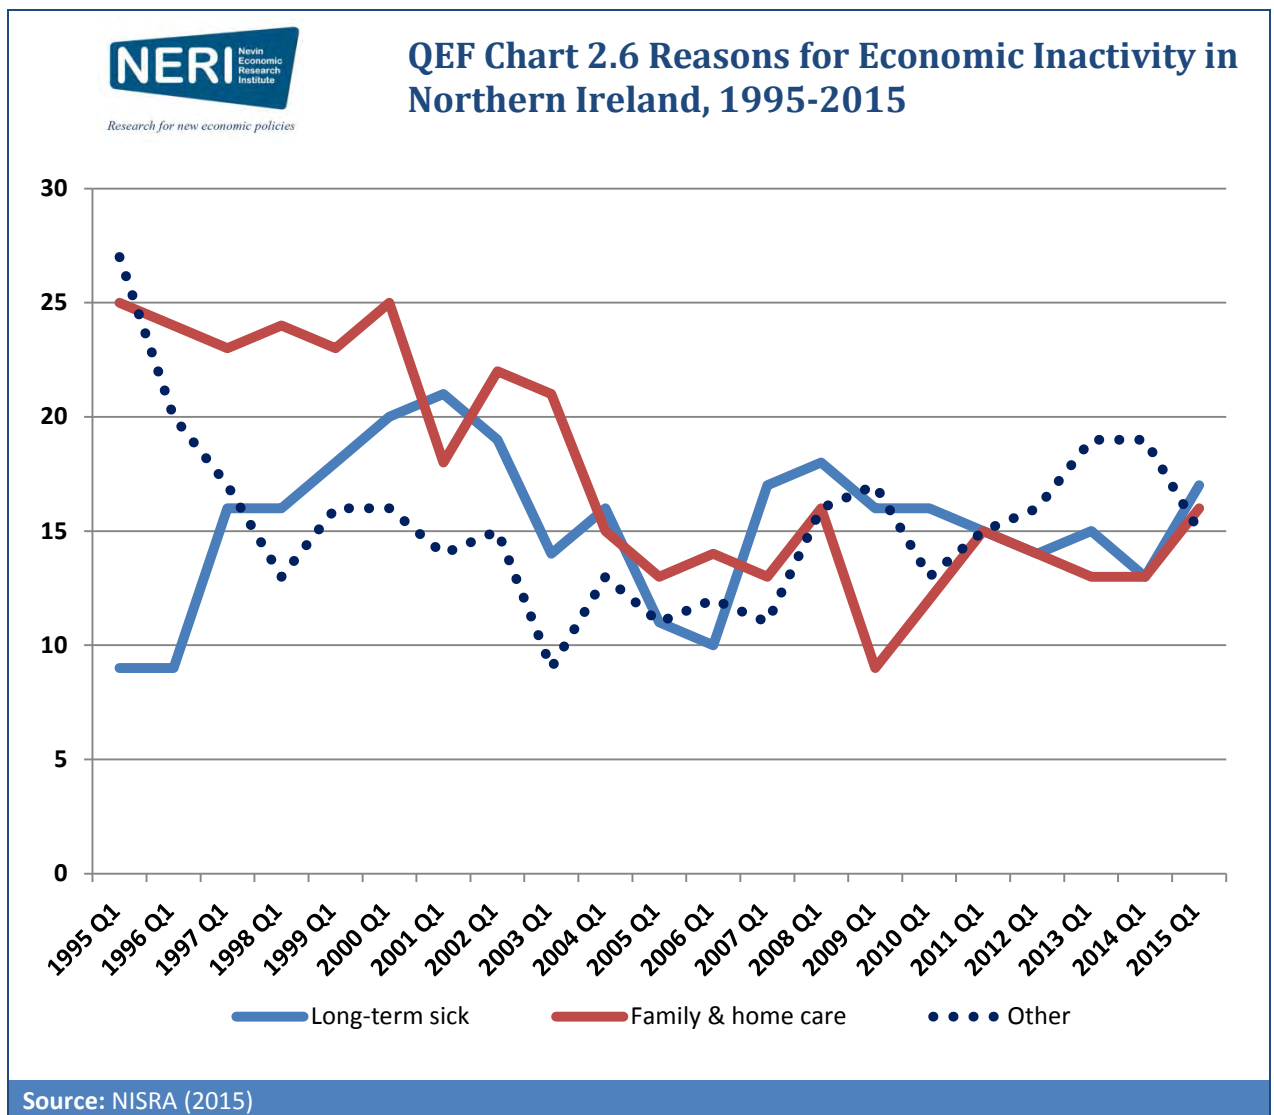 NERI
Nevin
Economic
Research
Institute
Research for new economic policies
QEF Chart 2.6 Reasons for Economic Inactivity in
Northern Ireland, 1995-2015
30
25
20
15
10
5
0
1995 Q1
1996 Q1
1997 Q1
1998 Q1
1999 Q1
2000 Q1
2001 Q1
2002 Q1
2003 Q1
2004 Q1
2005 Q1
2006 Q1
2007 Q1
2008 Q1
2009 Q1
2010 Q1
2011 Q1
2012 Q1
2013 Q1
2014 Q1
2015 Q1
Long-term sick
Family & home care
Other
Source: NISRA (2015)